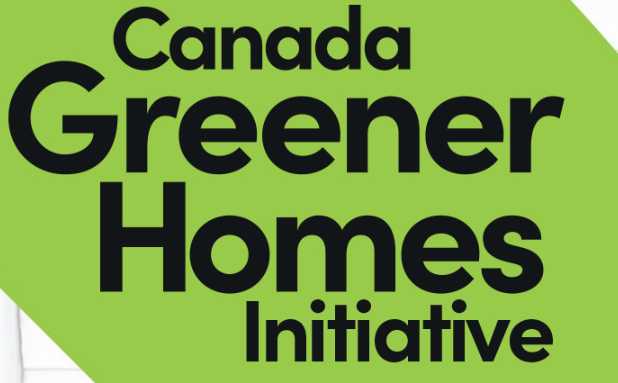 Canada
Greener
Homes
Initiative